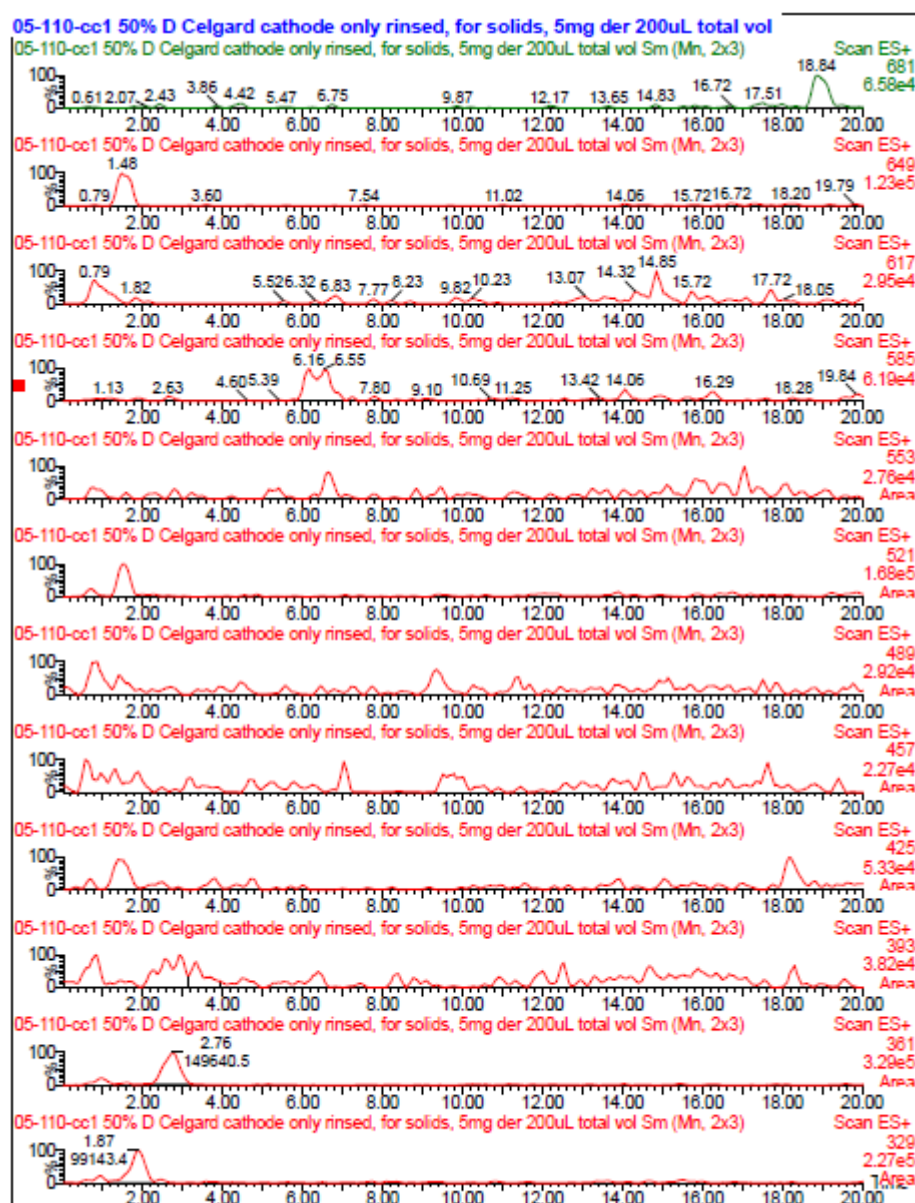 05-110-cc1 50% D Celgard cathode only rinsed, for solids, 5mg der 200uL total vol
05-110-cc1 50% D Celgard cathode only rinsed, for solids, 5mg der 200uL total vol Sm (Mn, 2x3) Scan ES+
681
6.58e4
100
%
0.61 2.07 2.43 3.86 4.42 5.47 6.75 9.87 12.17 13.65 14.83 16.72 17.51 18.84
2.00 4.00 6.00 8.00 10.00 12.00 14.00 16.00 18.00 20.00
05-110-cc1 50% D Celgard cathode only rinsed, for solids, 5mg der 200uL total vol Sm (Mn, 2x3) Scan ES+
649
1.23e5
100
%
0.79 1.48 3.60 7.54 11.02 14.06 15.72 16.72 18.20 19.79
2.00 4.00 6.00 8.00 10.00 12.00 14.00 16.00 18.00 20.00
05-110-cc1 50% D Celgard cathode only rinsed, for solids, 5mg der 200uL total vol Sm (Mn, 2x3) Scan ES+
617
2.95e4
100
%
0.79 1.82 5.52 6.32 6.83 7.77 8.23 9.82 10.23 13.07 14.32 14.85 15.72 17.72 18.05
2.00 4.00 6.00 8.00 10.00 12.00 14.00 16.00 18.00 20.00
05-110-cc1 50% D Celgard cathode only rinsed, for solids, 5mg der 200uL total vol Sm (Mn, 2x3) Scan ES+
585
6.19e4
100
%
1.13 2.63 4.60 5.39 6.16 6.55 7.80 9.10 10.69 11.25 13.42 14.06 16.29 18.28 19.84
2.00 4.00 6.00 8.00 10.00 12.00 14.00 16.00 18.00 20.00
05-110-cc1 50% D Celgard cathode only rinsed, for solids, 5mg der 200uL total vol Sm (Mn, 2x3) Scan ES+
553
2.76e4
Area
100
%
2.00 4.00 6.00 8.00 10.00 12.00 14.00 16.00 18.00 20.00
05-110-cc1 50% D Celgard cathode only rinsed, for solids, 5mg der 200uL total vol Sm (Mn, 2x3) Scan ES+
521
1.68e5
Area
100
%
2.00 4.00 6.00 8.00 10.00 12.00 14.00 16.00 18.00 20.00
05-110-cc1 50% D Celgard cathode only rinsed, for solids, 5mg der 200uL total vol Sm (Mn, 2x3) Scan ES+
489
2.92e4
Area
100
%
2.00 4.00 6.00 8.00 10.00 12.00 14.00 16.00 18.00 20.00
05-110-cc1 50% D Celgard cathode only rinsed, for solids, 5mg der 200uL total vol Sm (Mn, 2x3) Scan ES+
457
2.27e4
Area
100
%
2.00 4.00 6.00 8.00 10.00 12.00 14.00 16.00 18.00 20.00
05-110-cc1 50% D Celgard cathode only rinsed, for solids, 5mg der 200uL total vol Sm (Mn, 2x3) Scan ES+
425
5.33e4
Area
100
%
2.00 4.00 6.00 8.00 10.00 12.00 14.00 16.00 18.00 20.00
05-110-cc1 50% D Celgard cathode only rinsed, for solids, 5mg der 200uL total vol Sm (Mn, 2x3) Scan ES+
393
3.82e4
Area
100
%
2.00 4.00 6.00 8.00 10.00 12.00 14.00 16.00 18.00 20.00
05-110-cc1 50% D Celgard cathode only rinsed, for solids, 5mg der 200uL total vol Sm (Mn, 2x3) Scan ES+
361
3.29e5
Area
100
%
2.76
149640.5
2.00 4.00 6.00 8.00 10.00 12.00 14.00 16.00 18.00 20.00
05-110-cc1 50% D Celgard cathode only rinsed, for solids, 5mg der 200uL total vol Sm (Mn, 2x3) Scan ES+
329
2.27e5
Area
100
%
1.87
99143.4
2.00 4.00 6.00 8.00 10.00 12.00 14.00 16.00 18.00 20.00